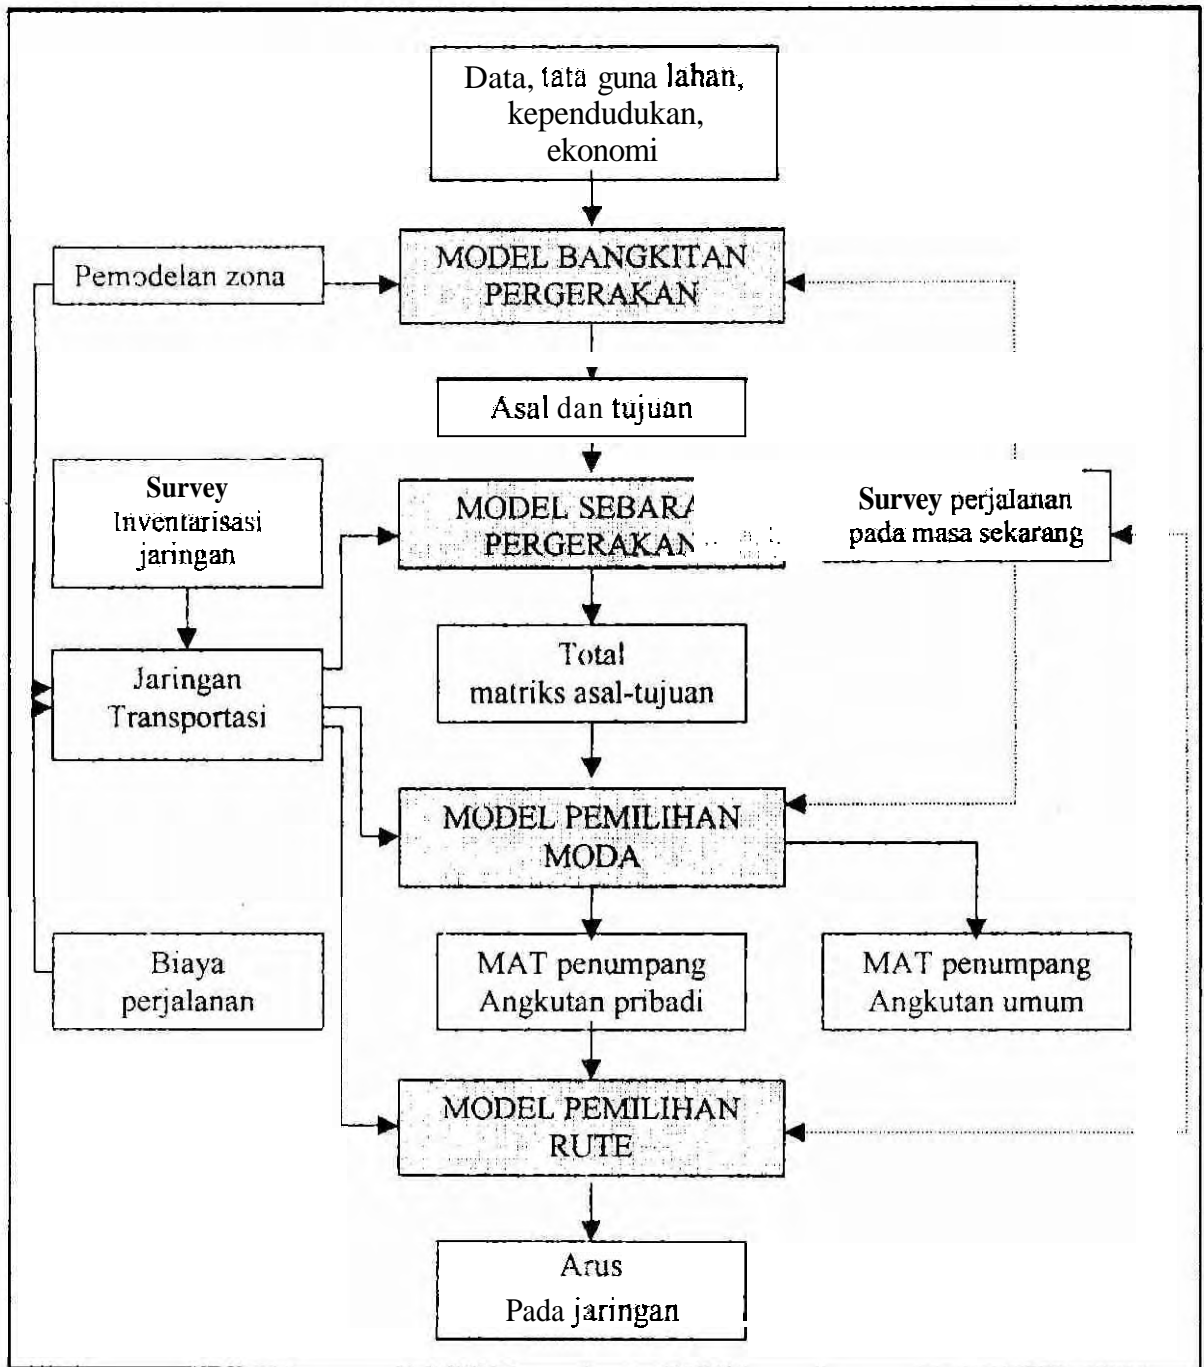 Data, tata guna lahan,
kependudukan,
ekonomi
Pemodelan zona
MODEL BANGKITAN
PERGERAKAN
Asal dan tujuan
Survey
Inventarisasi
jaringan
MODEL SEBARA
PERGERAKAN
Survey perjalanan
pada masa sekarang
Jaringan
Transportasi
Total
matriks asal-tujuan
MODEL PEMILIHAN
MODA
Biaya
perjalanan
MAT penumpang
Angkutan pribadi
MAT penumpang
Angkutan umum
MODEL PEMILIHAN
RUTE
Arus
Pada jaringan